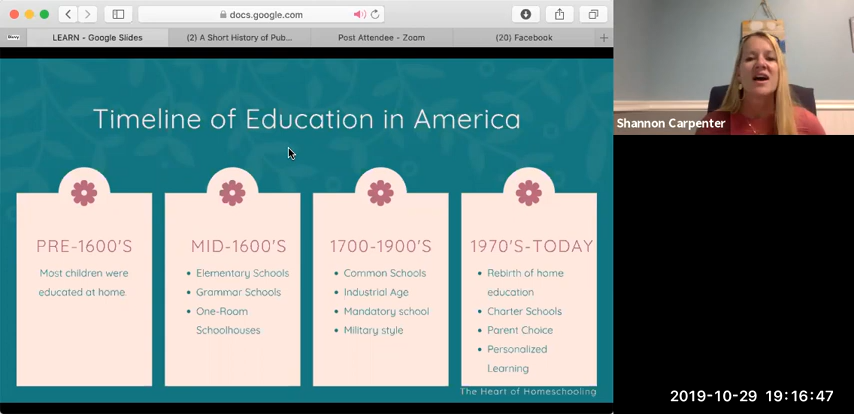 docs.google.com
LEARN - Google Slides
(2) A Short History of Pub...
Post Attendee - Zoom
(20) Facebook
Timeline of Education in America
PRE-1600'S
Most children were
educated at home.
MID-1600'S
• Elementary Schools
• Grammar Schools
• One-Room
Schoolhouses
1700-1900'S
• Common Schools
• Industrial Age
• Mandatory school
• Military style
1970'S-TODAY
• Rebirth of home
education
• Charter Schools
• Parent Choice
• Personalized
Learning
The Heart of Homeschooling
Shannon Carpenter
2019-10-29 19:16:47